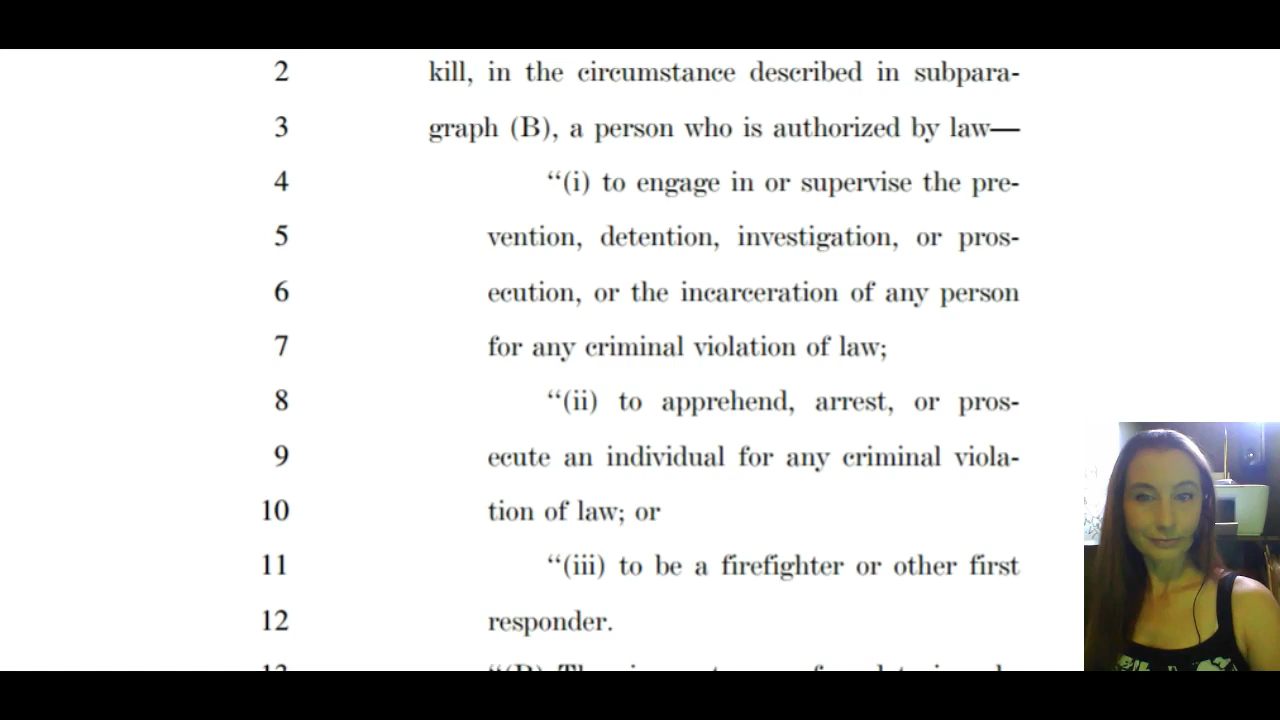 2 kill, in the circumstance described in subpara-
3 graph (B), a person who is authorized by law—
4 “(i) to engage in or supervise the pre-
5 vention, detention, investigation, or pros-
6 ecution, or the incarceration of any person
7 for any criminal violation of law;
8 “(ii) to apprehend, arrest, or pros-
9 ecute an individual for any criminal viola-
10 tion of law; or
11 “(iii) to be a firefighter or other first
12 responder.